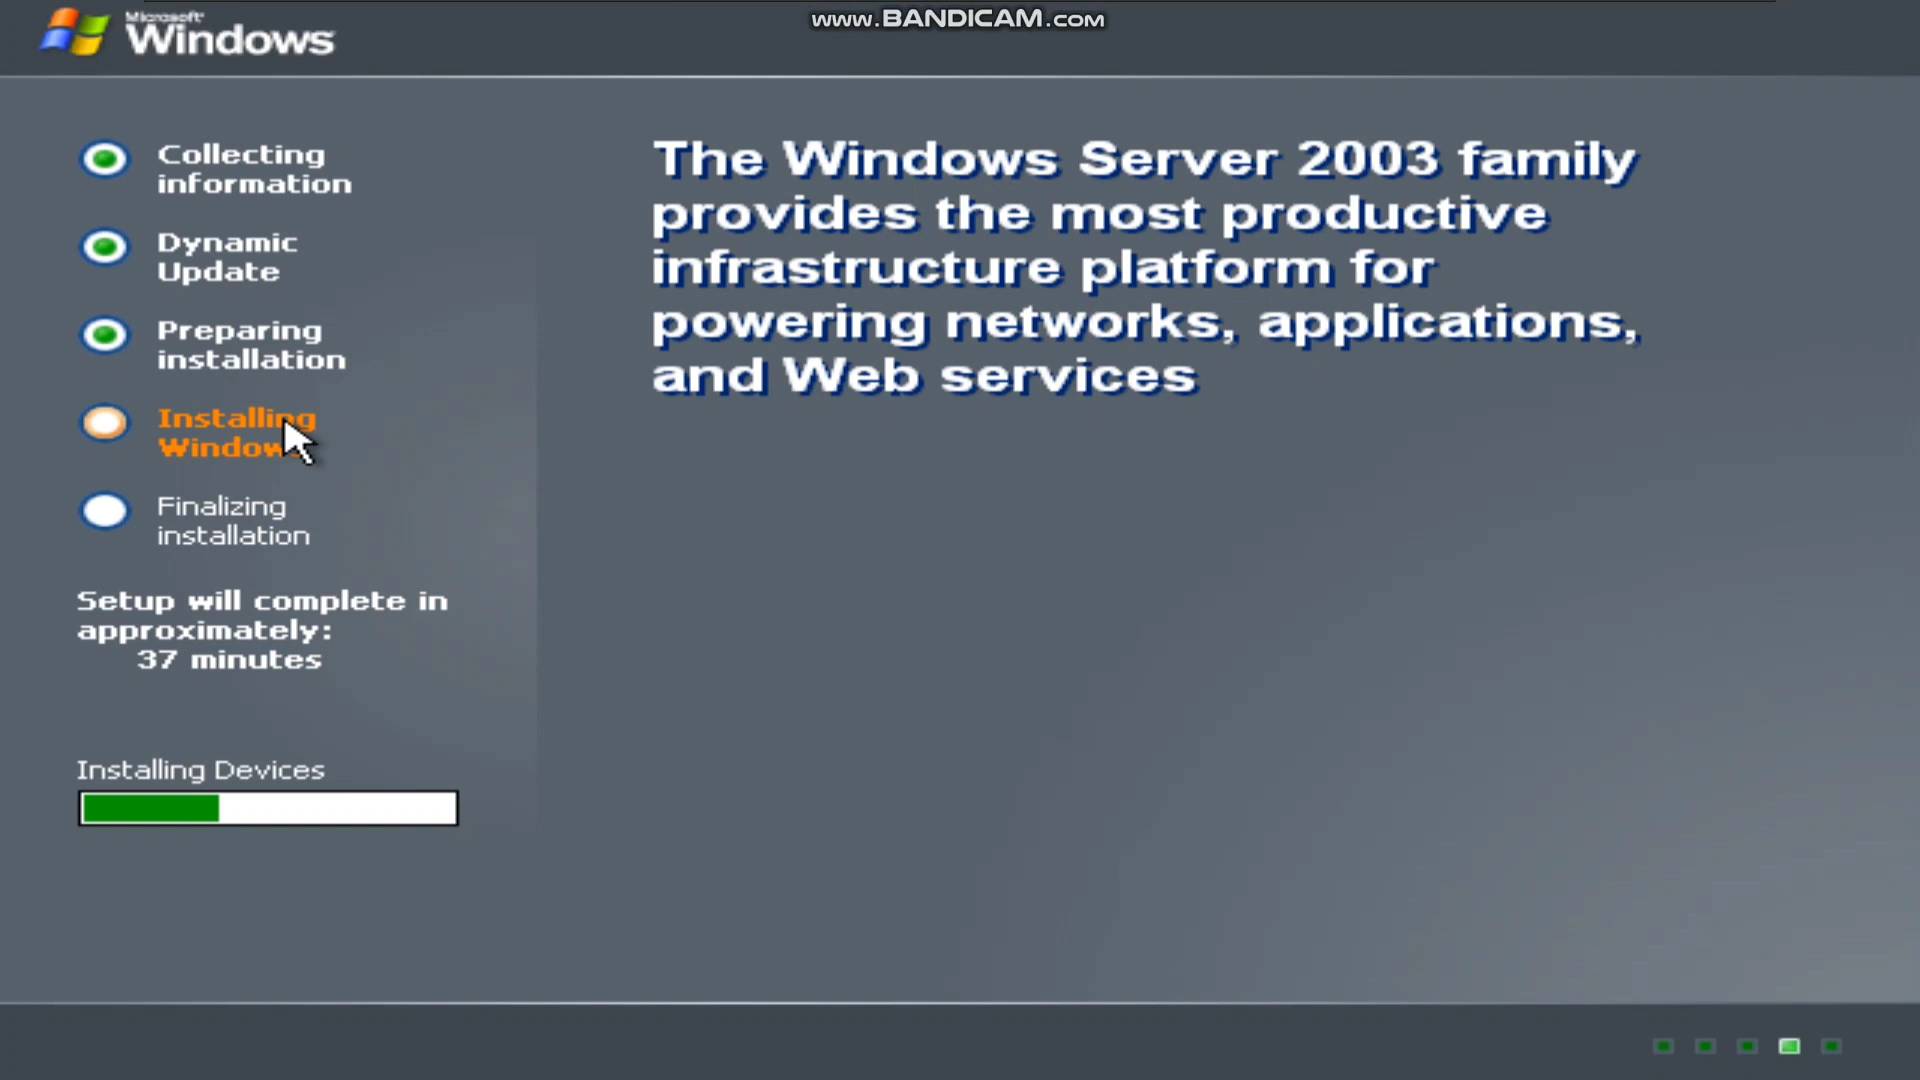 www.BANDICAM.com
Microsoft
Windows
Collecting
information
Dynamic
Update
Preparing
installation
Installing
Windows
Finalizing
installation
Setup will complete in
approximately:
37 minutes
Installing Devices
The Windows Server 2003 family
provides the most productive
infrastructure platform for
powering networks, applications,
and Web services